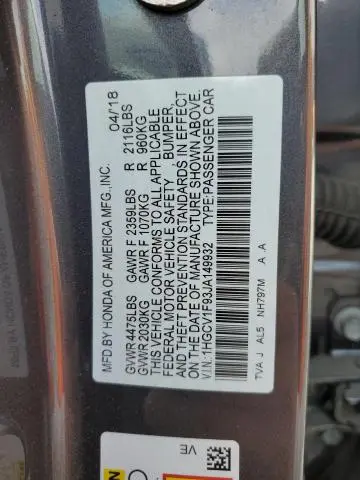 MFD BY HONDA OF AMERICA MFG.,INC. 04/18
GVWR 4475LBS GAWR F 2359LBS R 2116LBS
GVWR 2030KG GAWR F 1070KG R 960KG
THIS VEHICLE CONFORMS TO ALL APPLICABLE
FEDERAL MOTOR VEHICLE SAFETY, BUMPER,
AND THEFT PREVENTION STANDARDS IN EFFECT
ON THE DATE OF MANUFACTURE SHOWN ABOVE.
V.I.N.:1HGCV1F93JA149932 TYPE:PASSENGER CAR
TVA J AL5 NH797M A .A
VE